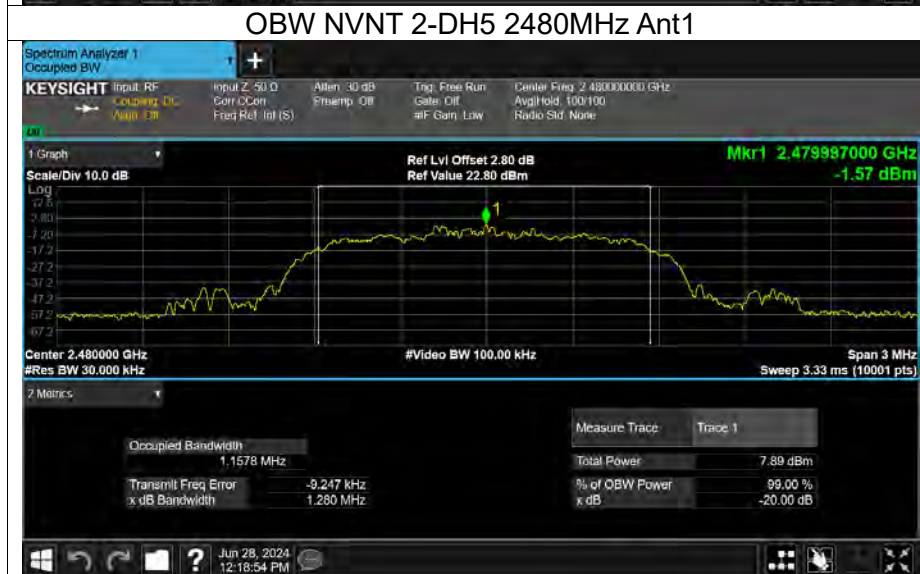 OBW NVNT 2-DH5 2480MHz Ant1
Spectrum Analyzer 1
Occupied BW
+
KEYSIGHT Input: RF Input Z: 50 Ω Atten: 30 dB Trig: Free Run Center Freq: 2.480000000 GHz
Coupling: DC Corr CCorr Preamp: Off Gate: Off Avg|Hold: 100/100
Align: Off Freq Ref: Int (S) #IF Gain: Low Radio Std: None
1 Graph
Ref Lvl Offset 2.80 dB Mkr1 2.479997000 GHz
Scale/Div 10.0 dB Ref Value 22.80 dBm -1.57 dBm
Log
12.8
2.80
-7.20
-17.2
-27.2
-37.2
-47.2
-57.2
-67.2
1
Center 2.480000 GHz #Video BW 100.00 kHz Span 3 MHz
#Res BW 30.000 kHz Sweep 3.33 ms (10001 pts)
2 Metrics
Measure Trace Trace 1
Occupied Bandwidth
1.1578 MHz Total Power 7.89 dBm
Transmit Freq Error -9.247 kHz % of OBW Power 99.00 %
x dB Bandwidth 1.280 MHz x dB -20.00 dB
? Jun 28, 2024
12:18:54 PM